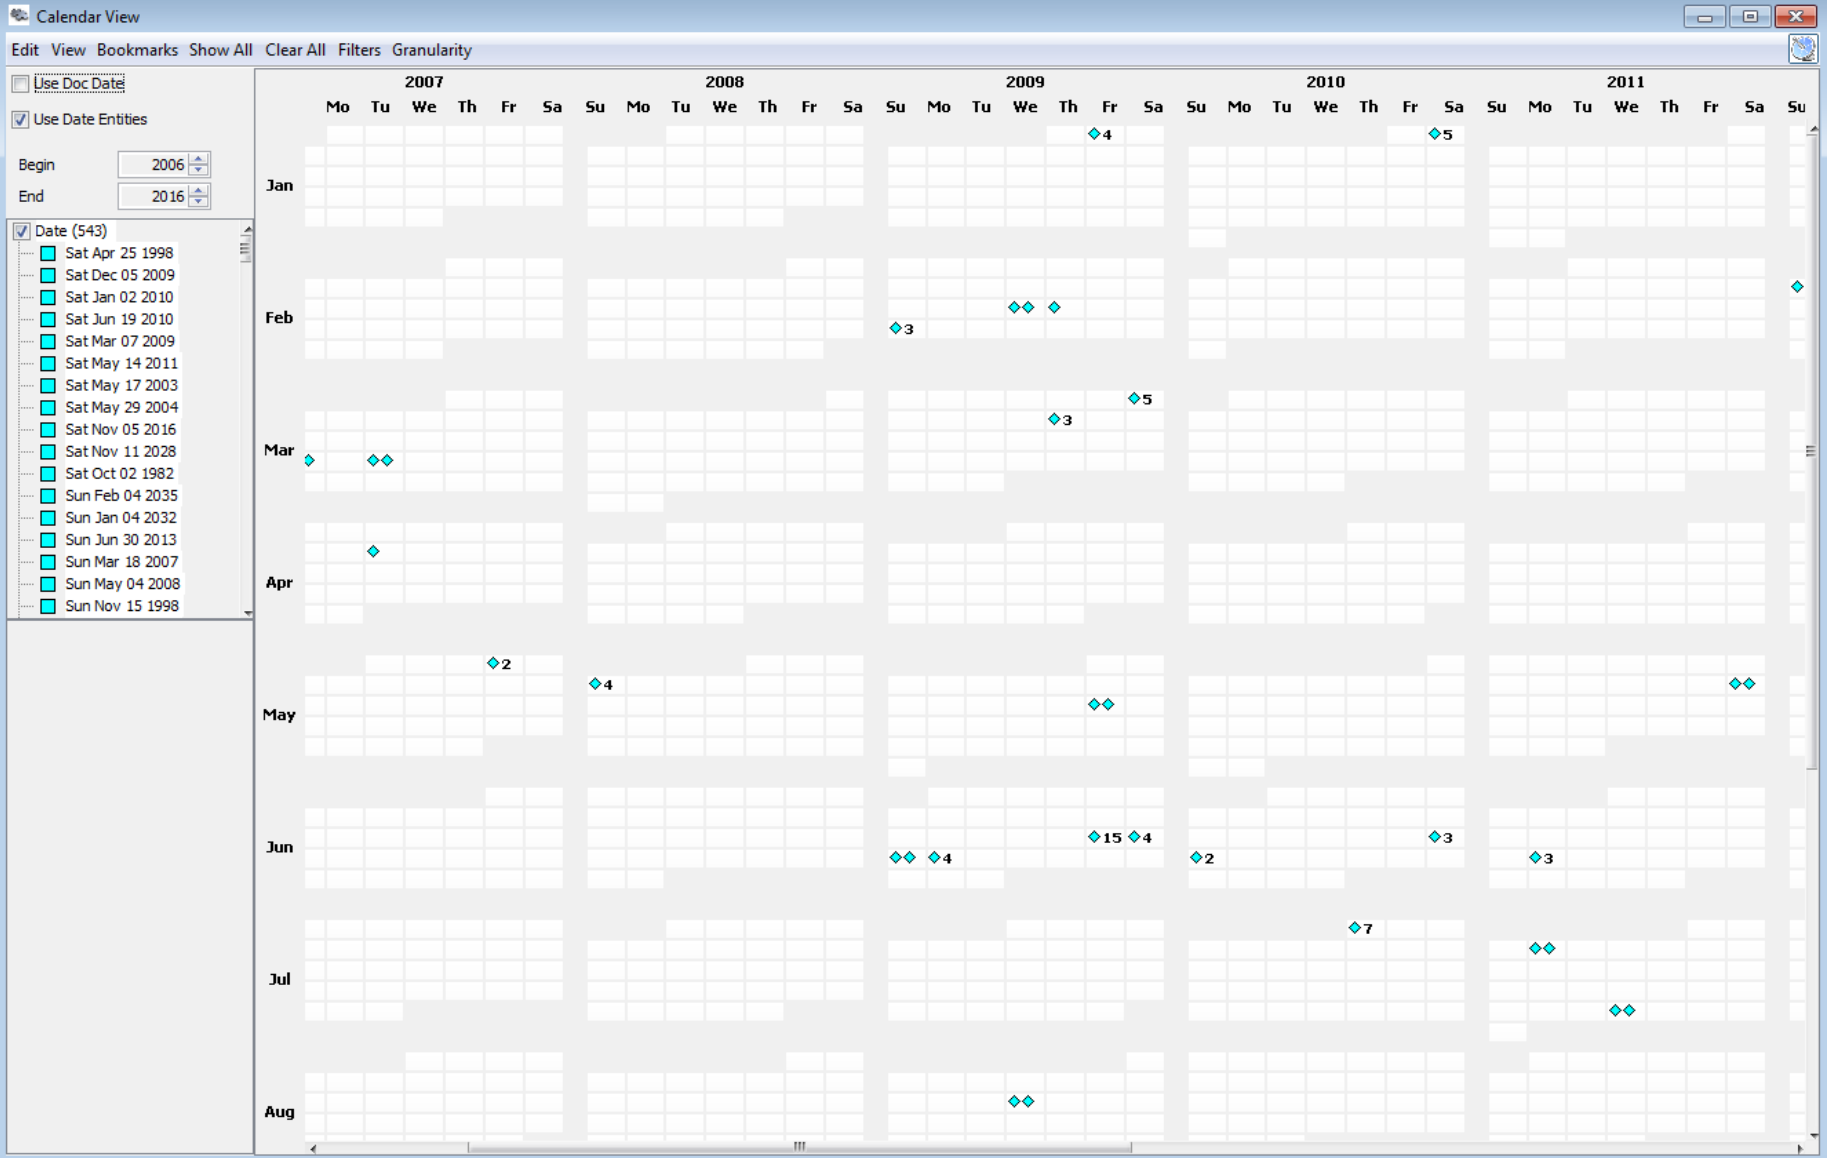 Calendar View
Edit View Bookmarks Show All Clear All Filters Granularity
Use Doc Date
Use Date Entities
Begin 2006
End 2016
Date (543)
Sat Apr 25 1998
Sat Dec 05 2009
Sat Jan 02 2010
Sat Jun 19 2010
Sat Mar 07 2009
Sat May 14 2011
Sat May 17 2003
Sat May 29 2004
Sat Nov 05 2016
Sat Nov 11 2028
Sat Oct 02 1982
Sun Feb 04 2035
Sun Jan 04 2032
Sun Jun 30 2013
Sun Mar 18 2007
Sun May 04 2008
Sun Nov 15 1998
2007 2008 2009 2010 2011
Mo Tu We Th Fr Sa Su Mo Tu We Th Fr Sa Su Mo Tu We Th Fr Sa Su Mo Tu We Th Fr Sa Su Mo Tu We Th Fr Sa Su
4 5
Jan
Feb
3
5
3
Mar
Apr
2
4
May
15 4 3
Jun
4 2 3
7
Jul
Aug